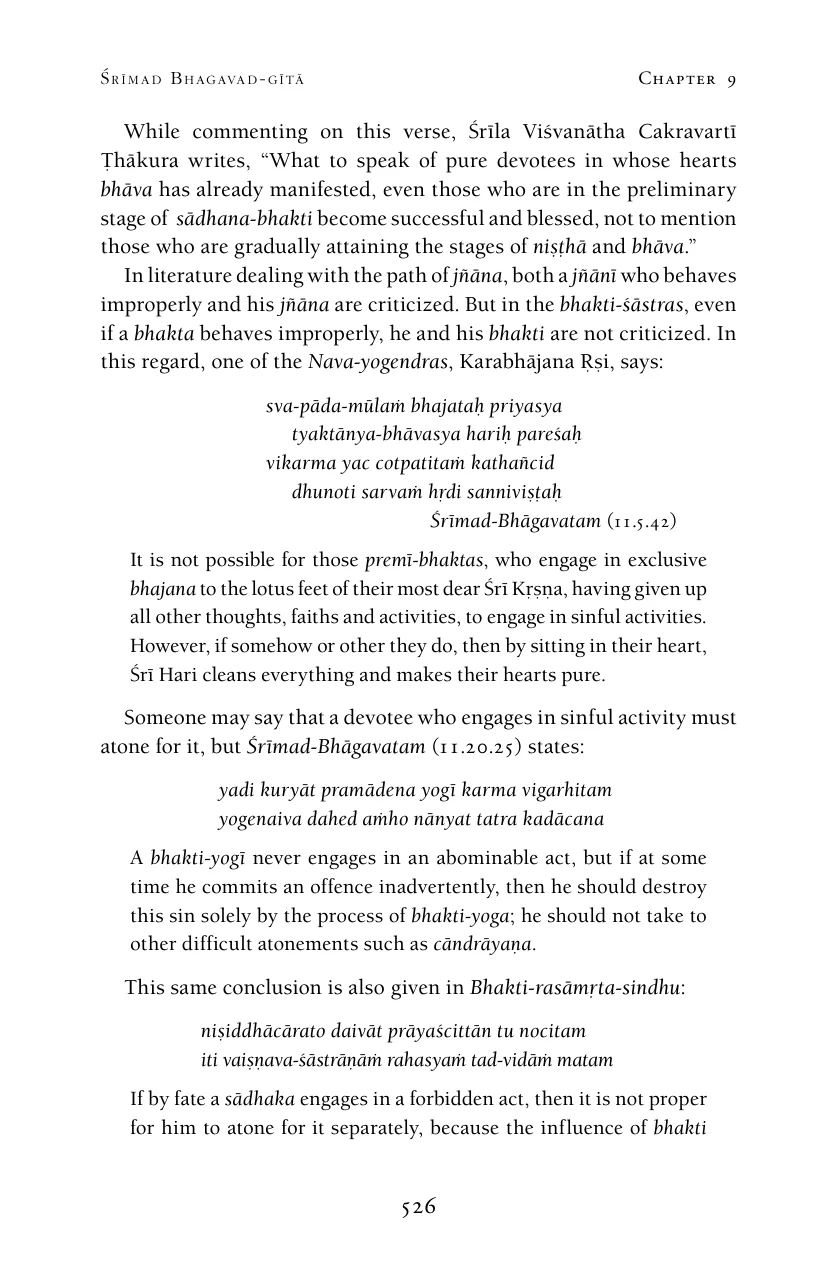 Śrīmad Bhagavad-gītā Chapter 9
While commenting on this verse, Śrīla Viśvanātha Cakravartī
Ṭhākura writes, “What to speak of pure devotees in whose hearts
bhāva has already manifested, even those who are in the preliminary
stage of sādhana-bhakti become successful and blessed, not to mention
those who are gradually attaining the stages of niṣṭhā and bhāva.”
In literature dealing with the path of jñāna, both a jñānī who behaves
improperly and his jñāna are criticized. But in the bhakti-śāstras, even
if a bhakta behaves improperly, he and his bhakti are not criticized. In
this regard, one of the Nava-yogendras, Karabhājana Ṛṣi, says:
sva-pāda-mūlaṁ bhajataḥ priyasya
tyaktānya-bhāvasya hariḥ pareśaḥ
vikarma yac cotpatitaṁ kathañcid
dhunoti sarvaṁ hṛdi sanniviṣṭaḥ
Śrīmad-Bhāgavatam (11.5.42)
It is not possible for those premī-bhaktas, who engage in exclusive
bhajana to the lotus feet of their most dear Śrī Kṛṣṇa, having given up
all other thoughts, faiths and activities, to engage in sinful activities.
However, if somehow or other they do, then by sitting in their heart,
Śrī Hari cleans everything and makes their hearts pure.
Someone may say that a devotee who engages in sinful activity must
atone for it, but Śrīmad-Bhāgavatam (11.20.25) states:
yadi kuryāt pramādena yogī karma vigarhitam
yogenaiva dahed aṁho nānyat tatra kadācana
A bhakti-yogī never engages in an abominable act, but if at some
time he commits an offence inadvertently, then he should destroy
this sin solely by the process of bhakti-yoga; he should not take to
other difficult atonements such as cāndrāyaṇa.
This same conclusion is also given in Bhakti-rasāmṛta-sindhu:
niṣiddhācārato daivāt prāyaścittān tu nocitam
iti vaiṣṇava-śāstrāṇāṁ rahasyaṁ tad-vidāṁ matam
If by fate a sādhaka engages in a forbidden act, then it is not proper
for him to atone for it separately, because the influence of bhakti
526